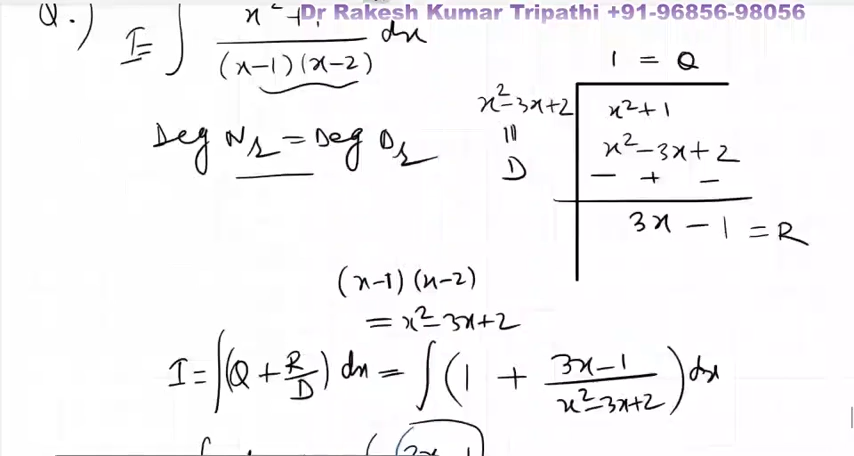 Dr Rakesh Kumar Tripathi +91-96856-98056
Q.) I = ∫ x²+1 / (x-1)(x-2) dx
Deg Nr = Deg Dr
1 = Q
x²-3x+2 | x²+1
|| D
x²-3x+2
- + -
3x - 1 = R
(x-1)(x-2)
= x²-3x+2
I = ∫(Q + R/D) dx = ∫(1 + 3x-1 / x²-3x+2) dx